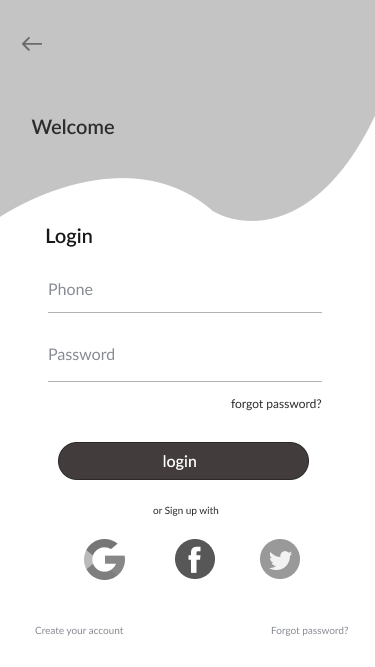 Welcome
Login
Phone
Password
forgot password?
login
or Sign up with
Create your account
Forgot password?